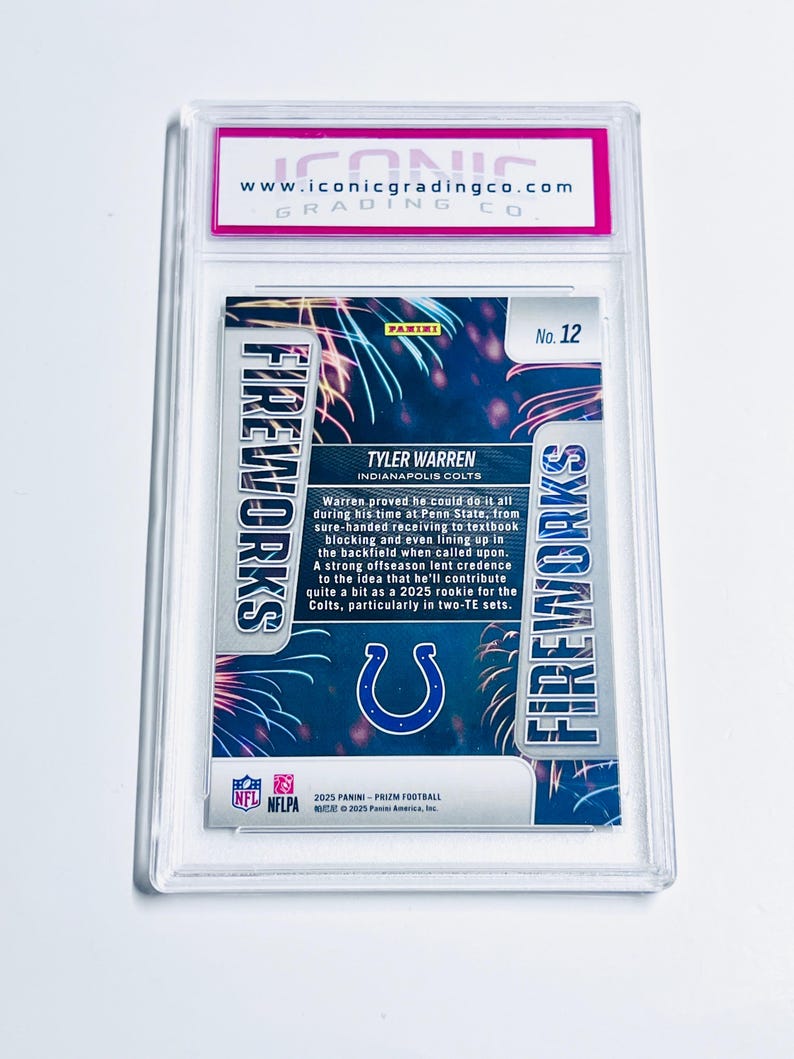 ICONIC
www.iconicgradingco.com
GRADING CO.
PANINI
No. 12
FIREWORKS
TYLER WARREN
INDIANAPOLIS COLTS
Warren proved he could do it all
during his time at Penn State, from
sure-handed receiving to textbook
blocking and even lining up in
the backfield when called upon.
A strong offseason lent credence
to the idea that he'll contribute
quite a bit as a 2025 rookie for the
Colts, particularly in two-TE sets.
FIREWORKS
NFL
NFLPA
2025 PANINI – PRIZM FOOTBALL
帕尼尼 © 2025 Panini America, Inc.